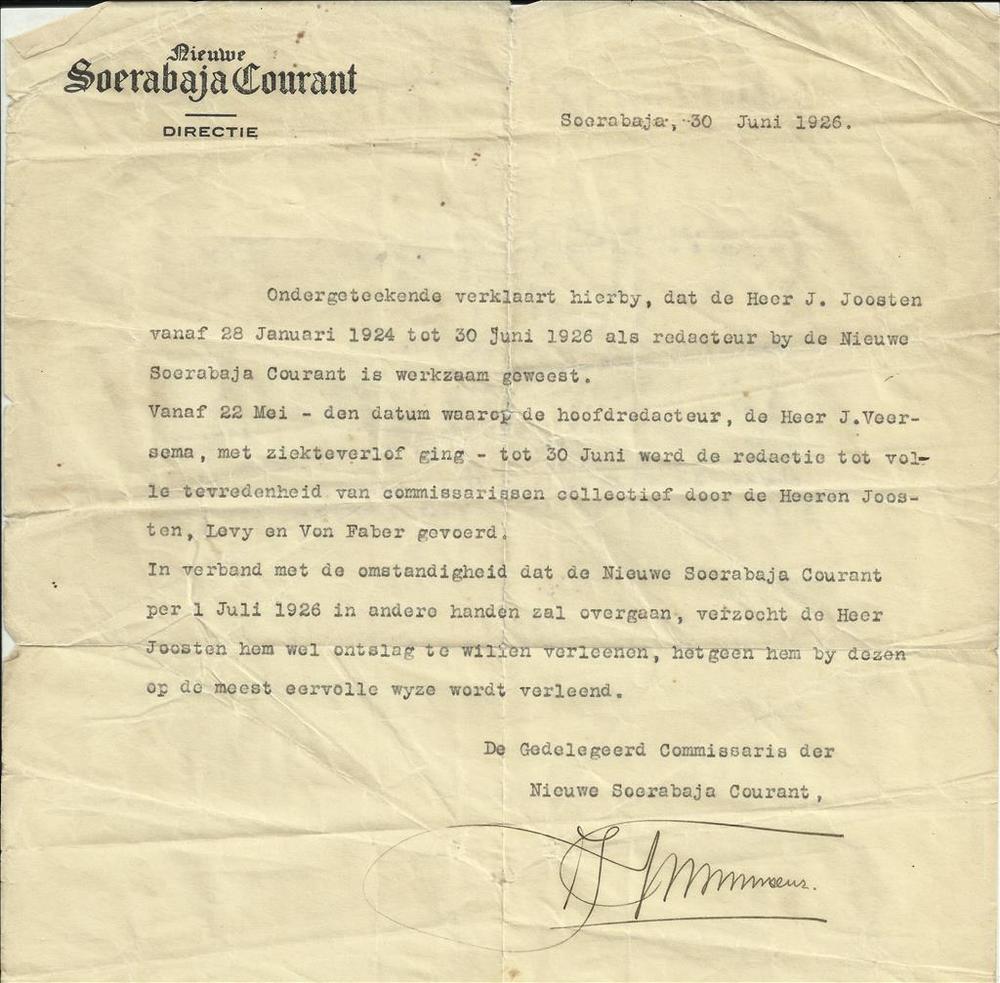 Nieuwe
Soerabaja Courant
DIRECTIE
Soerabaja, 30 Juni 1926.
Ondergeteekende verklaart hierby, dat de Heer J. Joosten
vanaf 28 Januari 1924 tot 30 Juni 1926 als redacteur by de Nieuwe
Soerabaja Courant is werkzaam geweest.
Vanaf 22 Mei - den datum waarop de hoofdredacteur, de Heer J.Veer-
sema, met ziekteverlof ging - tot 30 Juni werd de redactie tot vol-
le tevredenheid van commissarissen collectief door de Heeren Joos-
ten, Levy en Von Faber gevoerd.
In verband met de omstandigheid dat de Nieuwe Soerabaja Courant
per 1 Juli 1926 in andere handen zal overgaan, verzocht de Heer
Joosten hem wel ontslag te willen verleenen, hetgeen hem by dezen
op de meest eervolle wyze wordt verleend.
De Gedelegeerd Commissaris der
Nieuwe Soerabaja Courant,